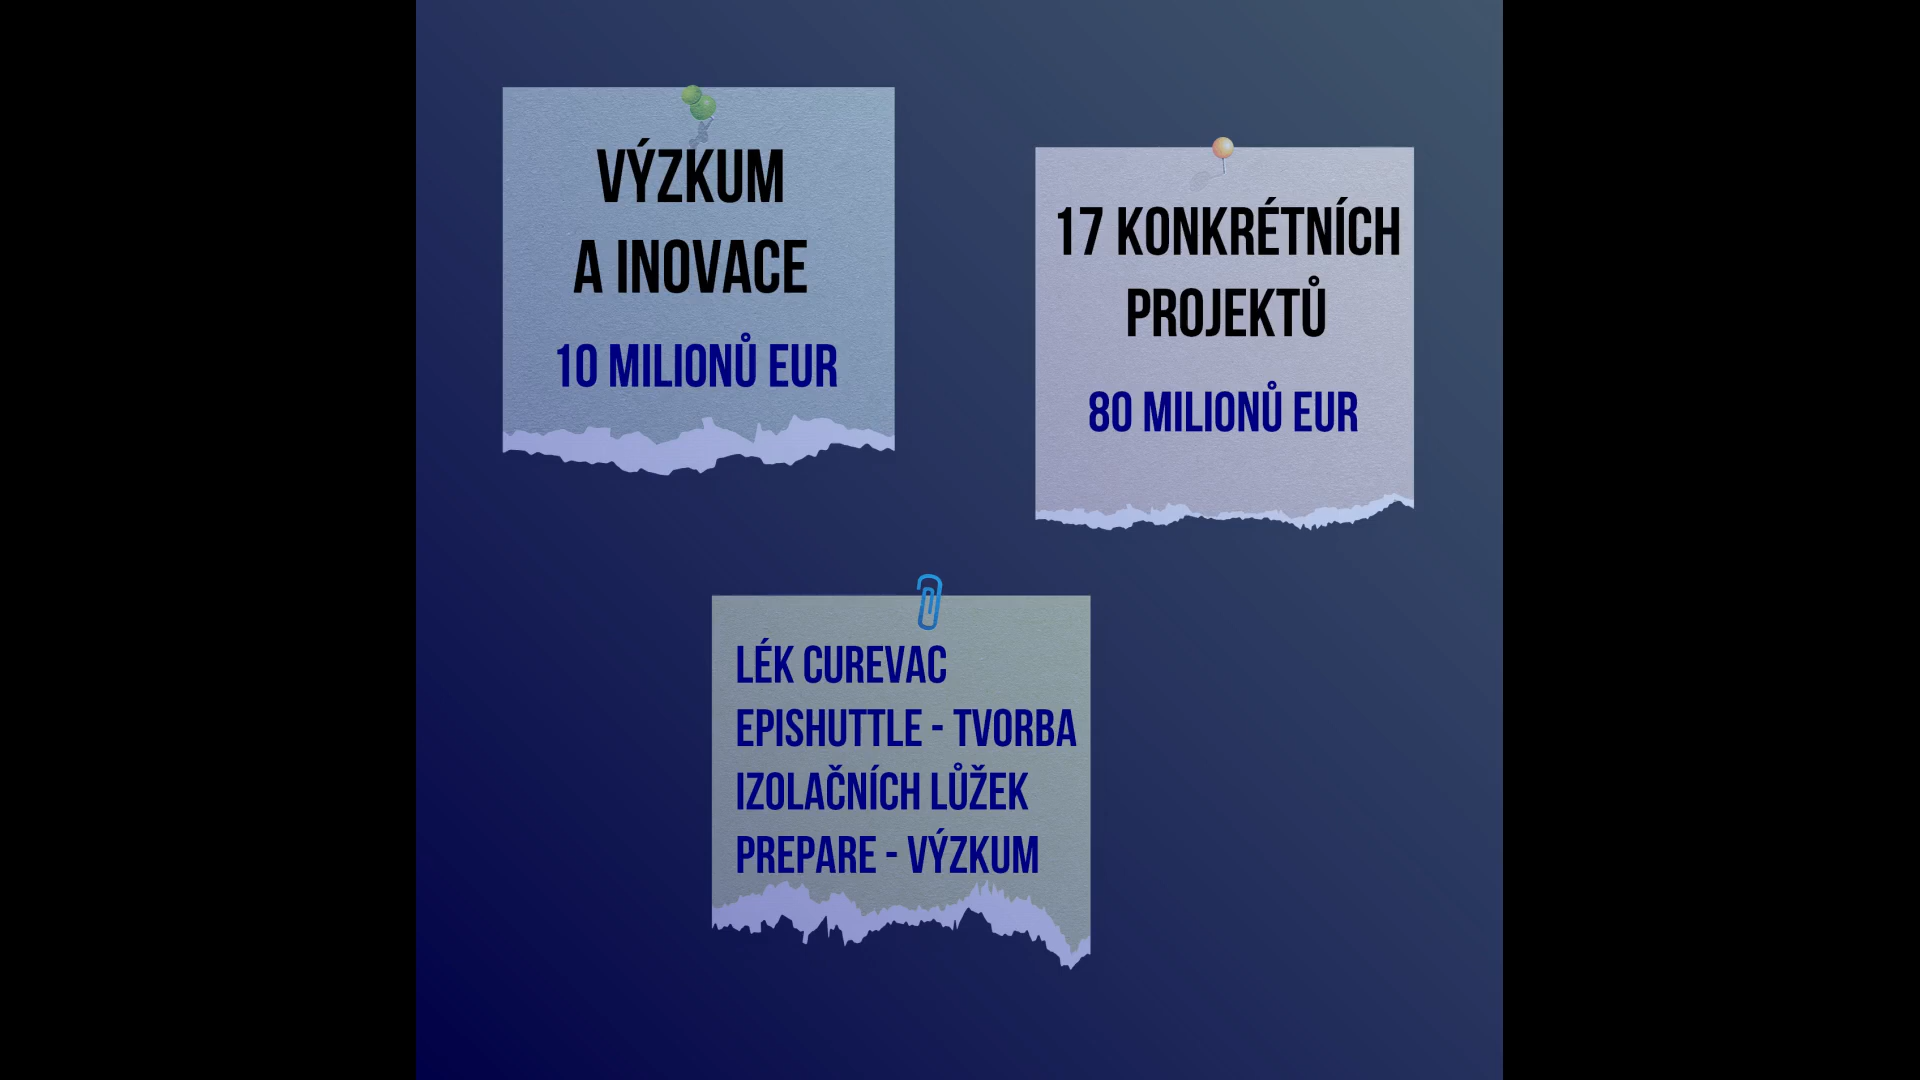 VÝZKUM
A INOVACE
10 MILIONŮ EUR
17 KONKRÉTNÍCH
PROJEKTŮ
80 MILIONŮ EUR
LÉK CUREVAC
EPISHUTTLE - TVORBA
IZOLAČNÍCH LŮŽEK
PREPARE - VÝZKUM